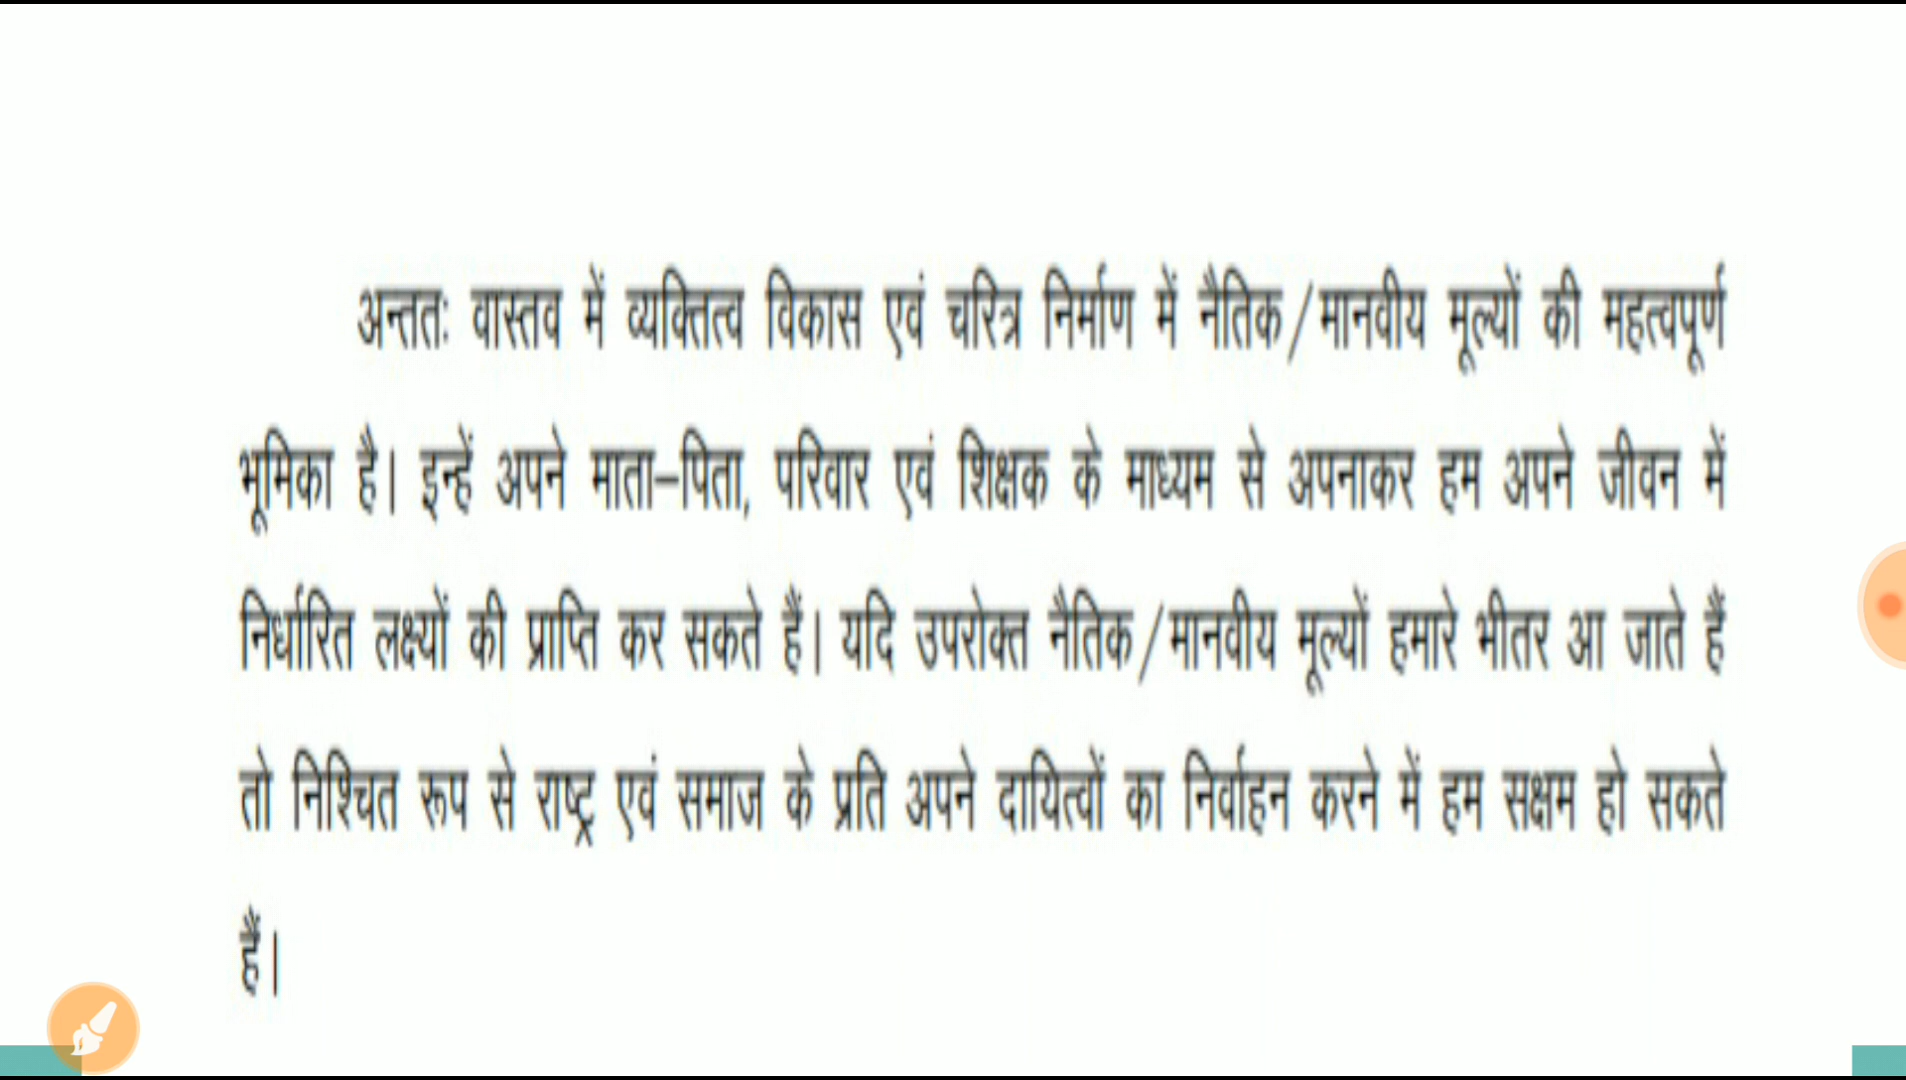 अन्ततः वास्तव में व्यक्तित्व विकास एवं चरित्र निर्माण में नैतिक/मानवीय मूल्यों की महत्वपूर्ण
भूमिका है। इन्हें अपने माता–पिता, परिवार एवं शिक्षक के माध्यम से अपनाकर हम अपने जीवन में
निर्धारित लक्ष्यों की प्राप्ति कर सकते हैं। यदि उपरोक्त नैतिक/मानवीय मूल्यों हमारे भीतर आ जाते हैं
तो निश्चित रूप से राष्ट्र एवं समाज के प्रति अपने दायित्वों का निर्वाहन करने में हम सक्षम हो सकते
हैं।